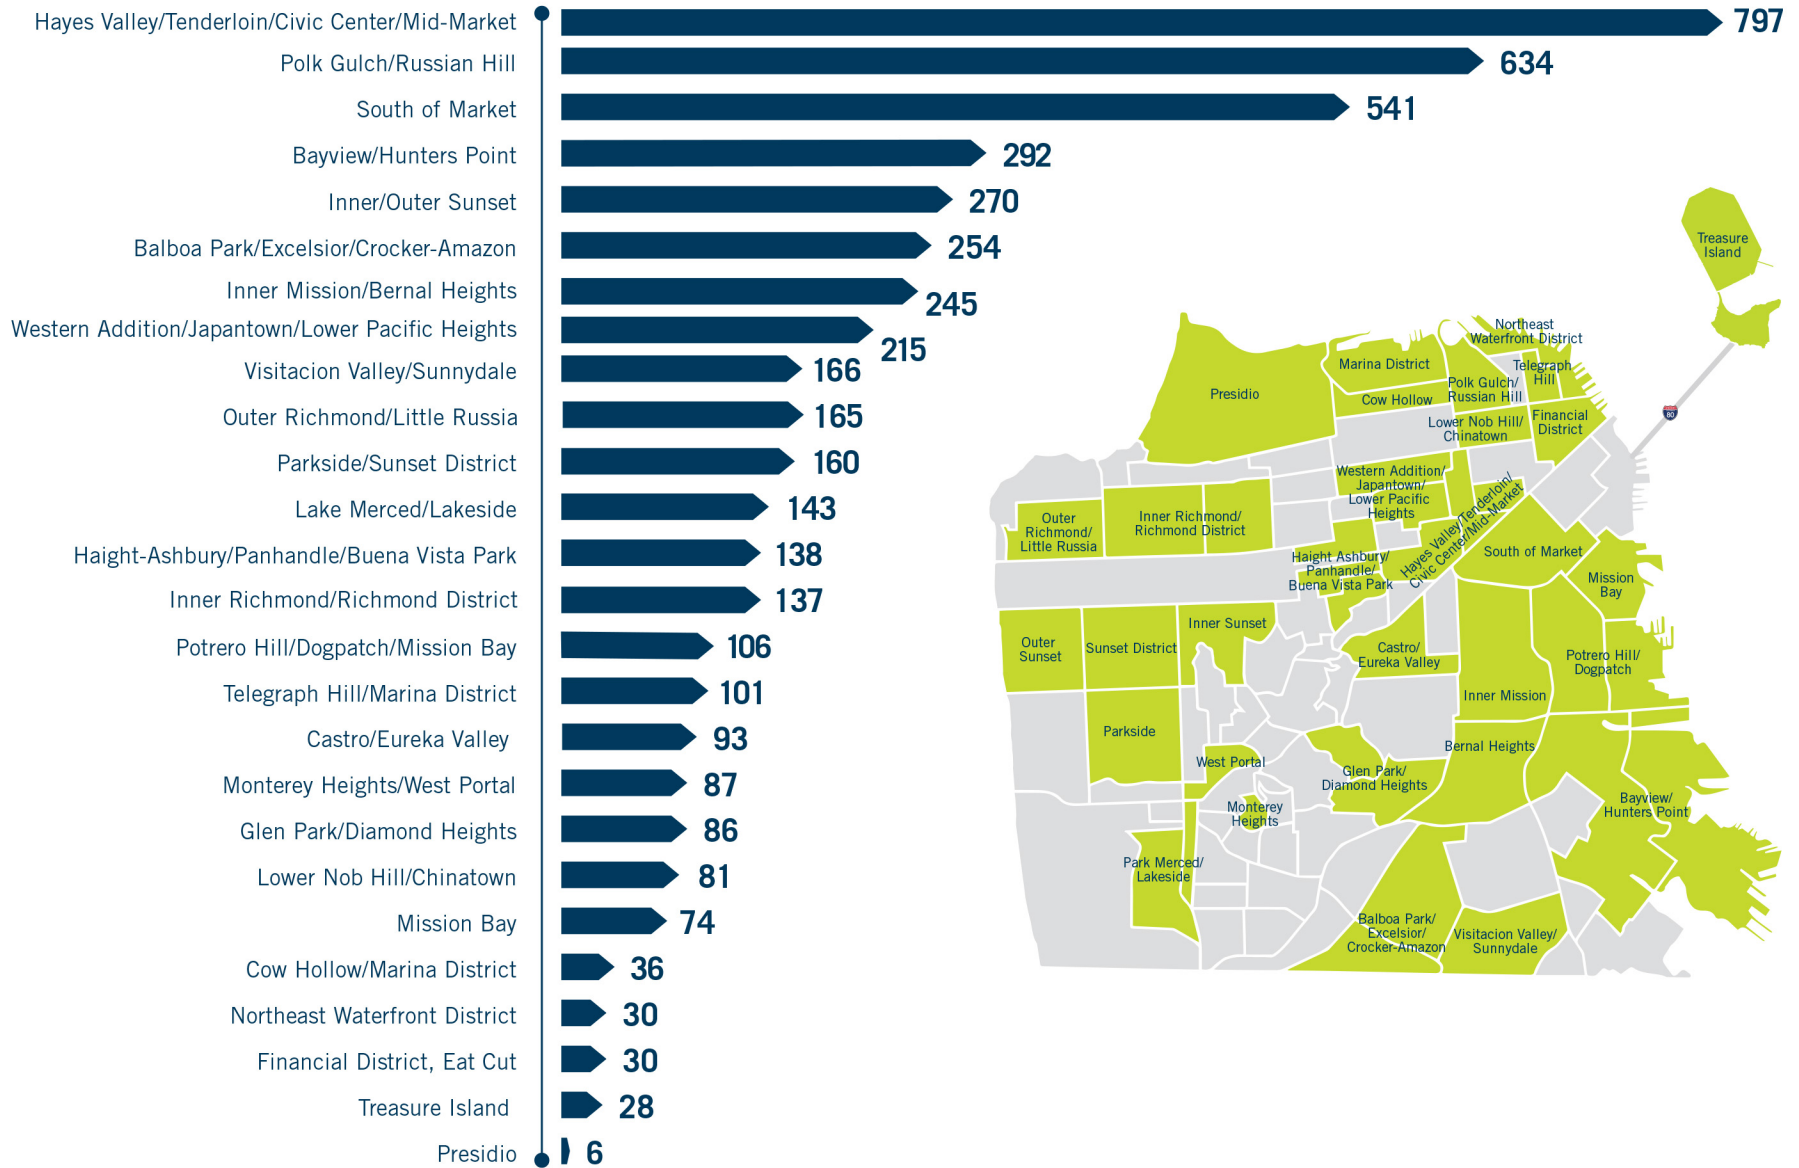 Hayes Valley/Tenderloin/Civic Center/Mid-Market 797
Polk Gulch/Russian Hill 634
South of Market 541
Bayview/Hunters Point 292
Inner/Outer Sunset 270
Balboa Park/Excelsior/Crocker-Amazon 254
Inner Mission/Bernal Heights 245
Western Addition/Japantown/Lower Pacific Heights 215
Visitacion Valley/Sunnydale 166
Outer Richmond/Little Russia 165
Parkside/Sunset District 160
Lake Merced/Lakeside 143
Haight-Ashbury/Panhandle/Buena Vista Park 138
Inner Richmond/Richmond District 137
Potrero Hill/Dogpatch/Mission Bay 106
Telegraph Hill/Marina District 101
Castro/Eureka Valley 93
Monterey Heights/West Portal 87
Glen Park/Diamond Heights 86
Lower Nob Hill/Chinatown 81
Mission Bay 74
Cow Hollow/Marina District 36
Northeast Waterfront District 30
Financial District, Eat Cut 30
Treasure Island 28
Presidio 6
Treasure
Island
Northeast
Waterfront District
Marina District
Telegraph
Hill
Presidio
Polk Gulch/
Russian Hill
Cow Hollow
80
Lower Nob Hill/
Chinatown
Financial
District
Western Addition/
Japantown/
Lower Pacific
Heights
Hayes Valley/Tenderloin/
Civic Center/Mid-Market
Outer
Richmond/
Little Russia
Inner Richmond/
Richmond District
Haight Ashbury/
Panhandle/
Buena Vista Park
South of Market
Mission
Bay
Outer
Sunset
Sunset District
Inner Sunset
Castro/
Eureka Valley
Potrero Hill/
Dogpatch
Inner Mission
Parkside
Bernal Heights
West Portal
Glen Park/
Diamond Heights
Monterey
Heights
Bayview/
Hunters Point
Park Merced/
Lakeside
Balboa Park/
Excelsior/
Crocker-Amazon
Visitacion Valley/
Sunnydale